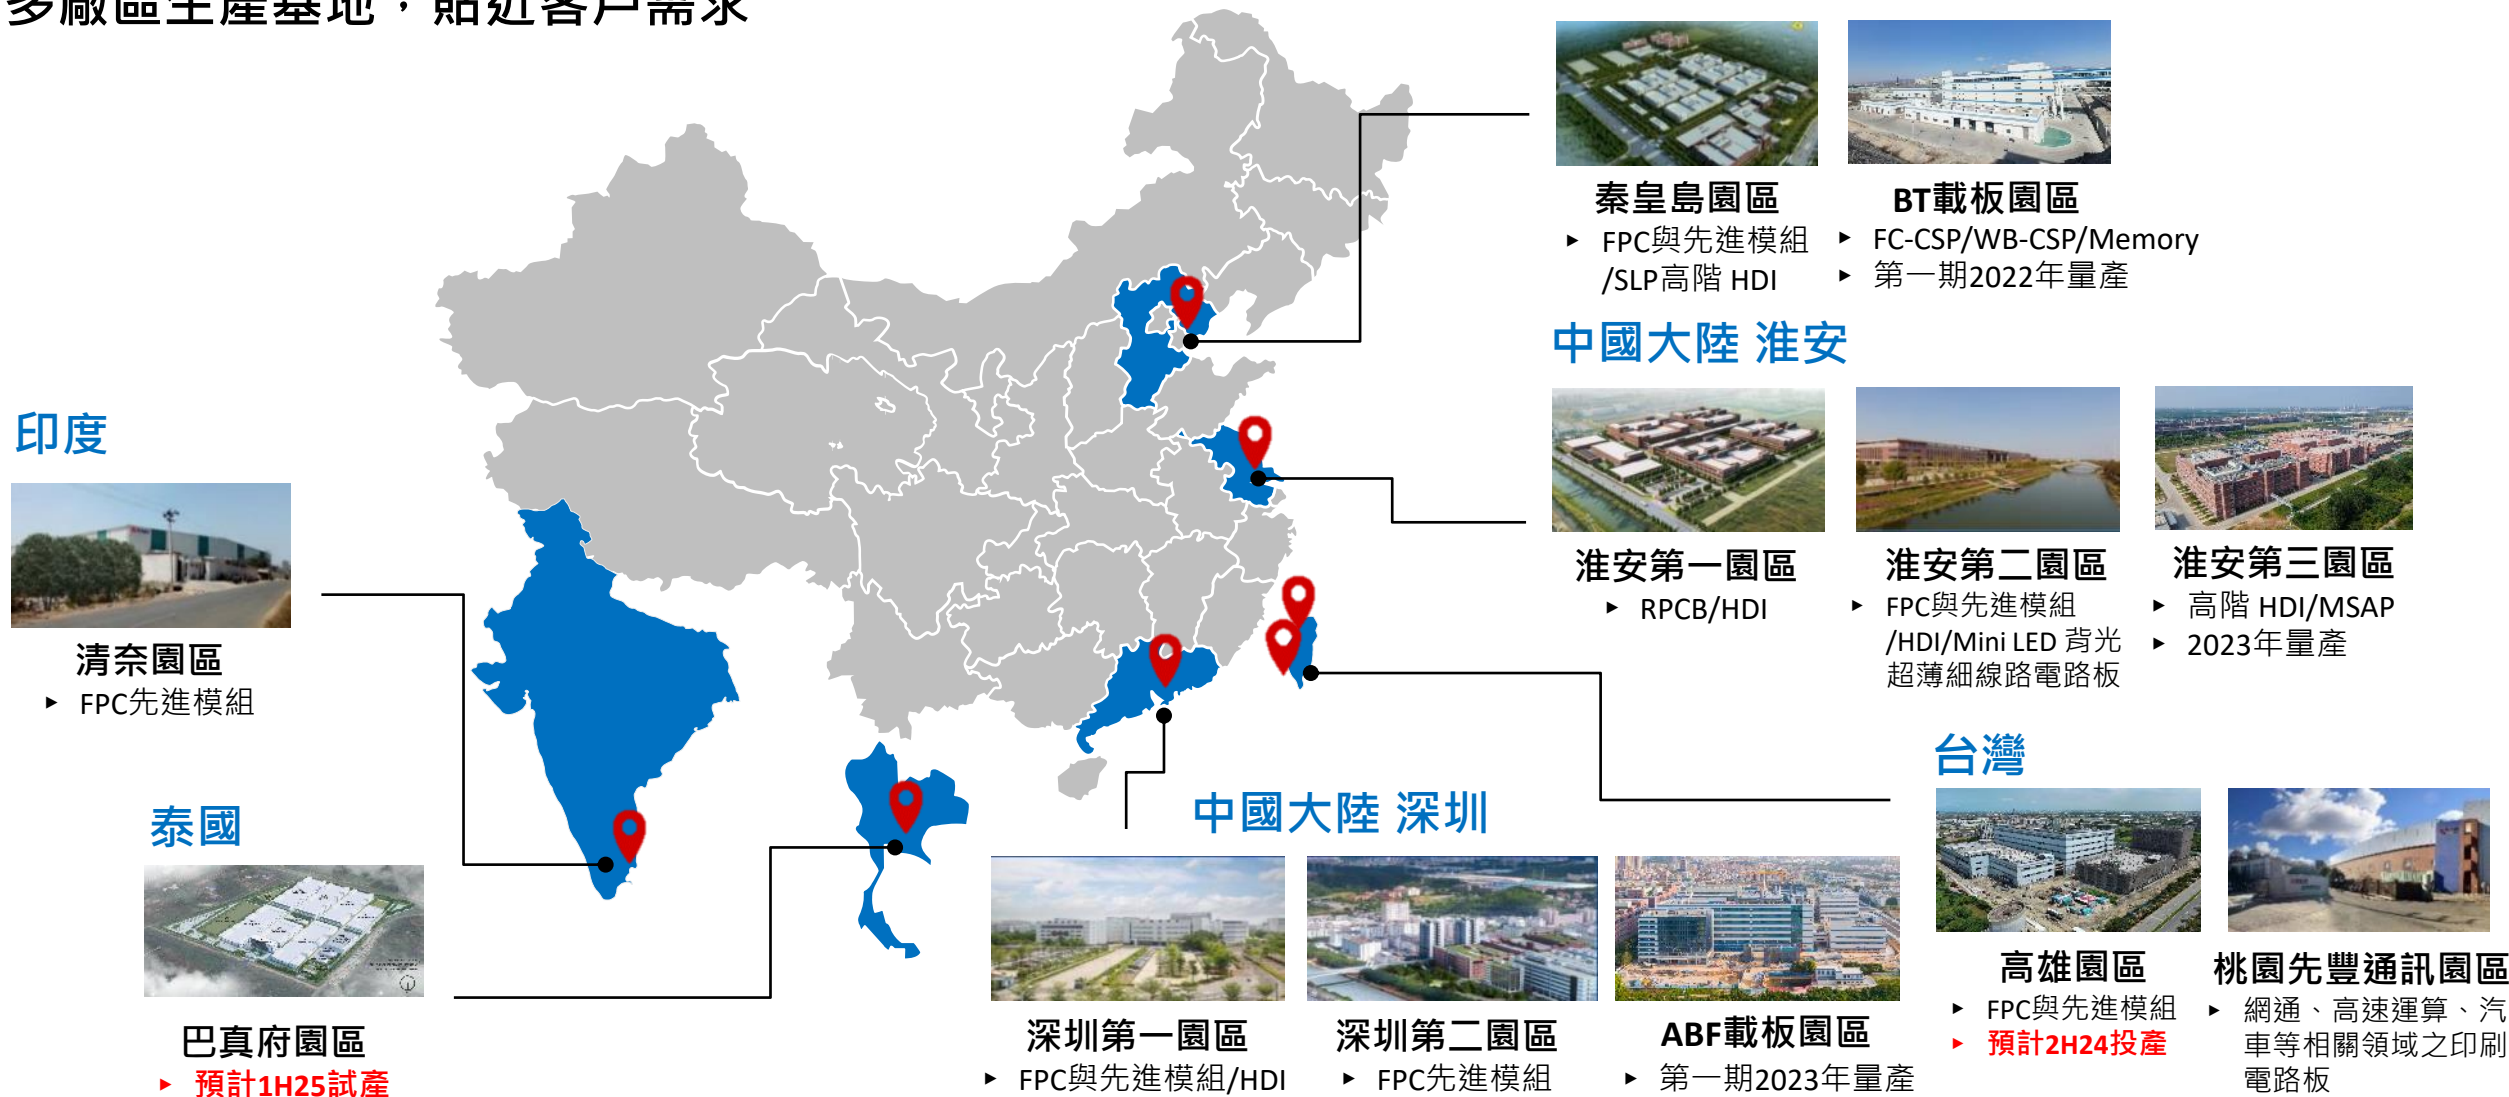 多廠區生產基地，貼近客戶需求
秦皇島園區
▸ FPC與先進模組
/SLP高階 HDI
BT載板園區
▸ FC-CSP/WB-CSP/Memory
▸ 第一期2022年量產
中國大陸 淮安
淮安第一園區
▸ RPCB/HDI
淮安第二園區
▸ FPC與先進模組
/HDI/Mini LED 背光
超薄細線路電路板
淮安第三園區
▸ 高階 HDI/MSAP
▸ 2023年量產
印度
清奈園區
▸ FPC先進模組
泰國
巴真府園區
▸ 預計1H25試產
中國大陸 深圳
深圳第一園區
▸ FPC與先進模組/HDI
深圳第二園區
▸ FPC先進模組
ABF載板園區
▸ 第一期2023年量產
台灣
高雄園區
▸ FPC與先進模組
▸ 預計2H24投產
桃園先豐通訊園區
▸ 網通、高速運算、汽
車等相關領域之印刷
電路板